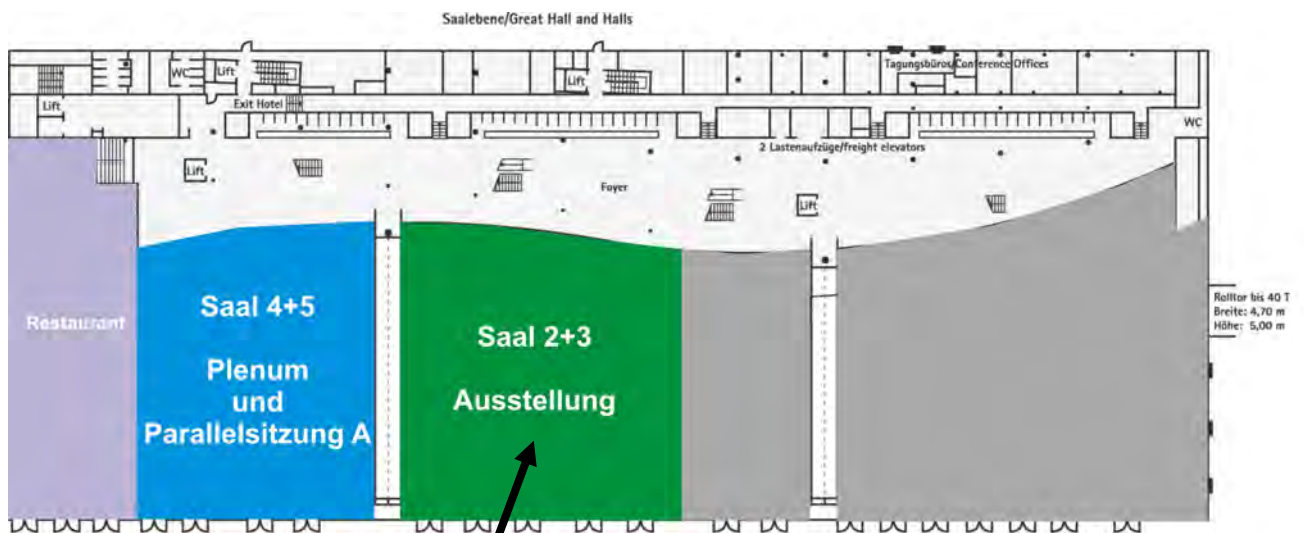 Saalebene/Great Hall and Halls
WC
Lift
Lift
Tagungsbüros/Conference Offices
Lift
Exit Hotel
WC
2 Lastenaufzüge/freight elevators
Lift
Foyer
Lift
Restaurant
Saal 4+5
Plenum
und
Parallelsitzung A
Saal 2+3
Ausstellung
Rolltor bis 40 T
Breite: 4,70 m
Höhe: 5,00 m